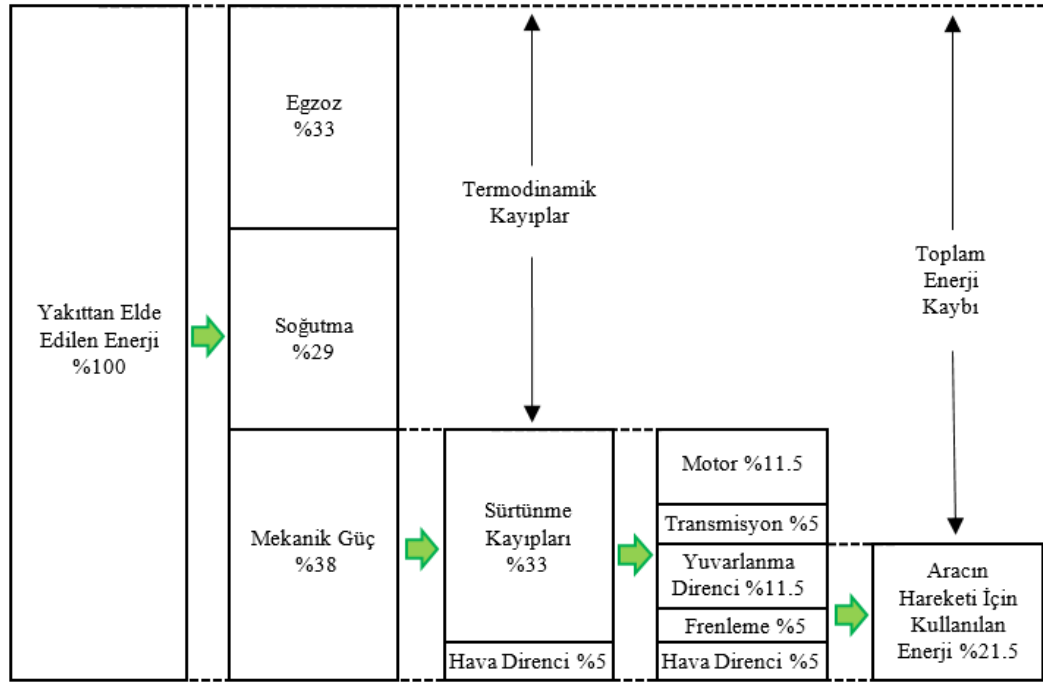 Yakıttan Elde
Edilen Enerji
%100
Egzoz
%33
Soğutma
%29
Mekanik Güç
%38
Termodinamik
Kayıplar
Sürtünme
Kayıpları
%33
Hava Direnci %5
Motor %11.5
Transmisyon %5
Yuvarlanma
Direnci %11.5
Frenleme %5
Hava Direnci %5
Toplam
Enerji
Kaybı
Aracın
Hareketi İçin
Kullanılan
Enerji %21.5